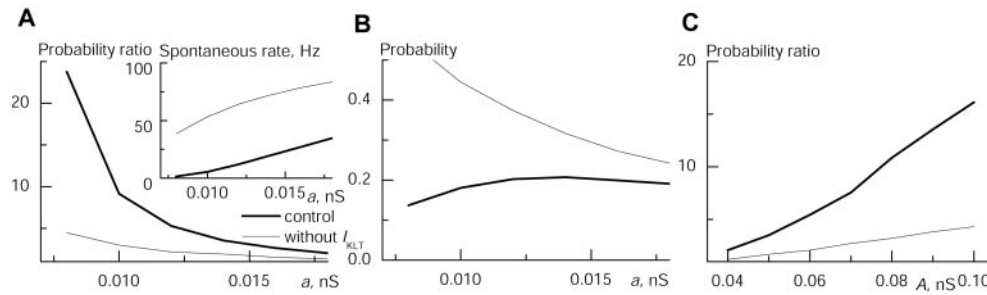 A
Probability ratio
20
10
Spontaneous rate, Hz
100
50
0
0.010
0.015
a, nS
control
without I_KLT
0.010
0.015
a, nS
B
Probability
0.4
0.2
0.0
0.010
0.015
a, nS
C
Probability ratio
20
10
0.04
0.06
0.08
0.10
A, nS